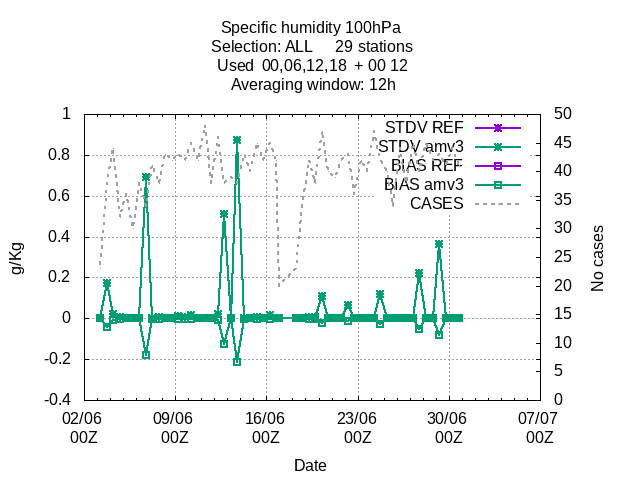 Specific humidity 100hPa
Selection: ALL 29 stations
Used 00,06,12,18 + 00 12
Averaging window: 12h
1
0.8
0.6
0.4
0.2
0
-0.2
-0.4
g/Kg
50
45
40
35
30
25
20
15
10
5
0
No cases
STDV REF
STDV amv3
BIAS REF
BIAS amv3
CASES
02/06 09/06 16/06 23/06 30/06 07/07
00Z 00Z 00Z 00Z 00Z 00Z
Date